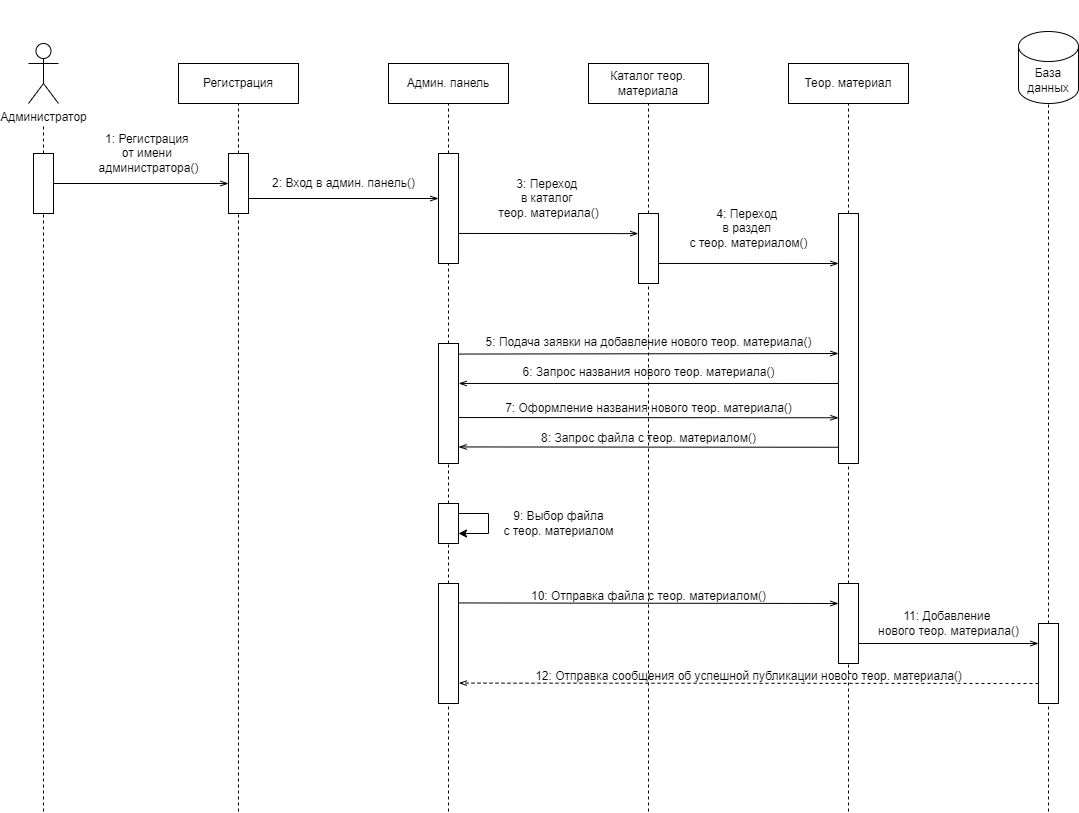 Администратор
Регистрация
Админ. панель
Каталог теор.
материала
Теор. материал
База
данных
1: Регистрация
от имени
администратора()
2: Вход в админ. панель()
3: Переход
в каталог
теор. материала()
4: Переход
в раздел
с теор. материалом()
5: Подача заявки на добавление нового теор. материала()
6: Запрос названия нового теор. материала()
7: Оформление названия нового теор. материала()
8: Запрос файла с теор. материалом()
9: Выбор файла
с теор. материалом
10: Отправка файла с теор. материалом()
11: Добавление
нового теор. материала()
12: Отправка сообщения об успешной публикации нового теор. материала()